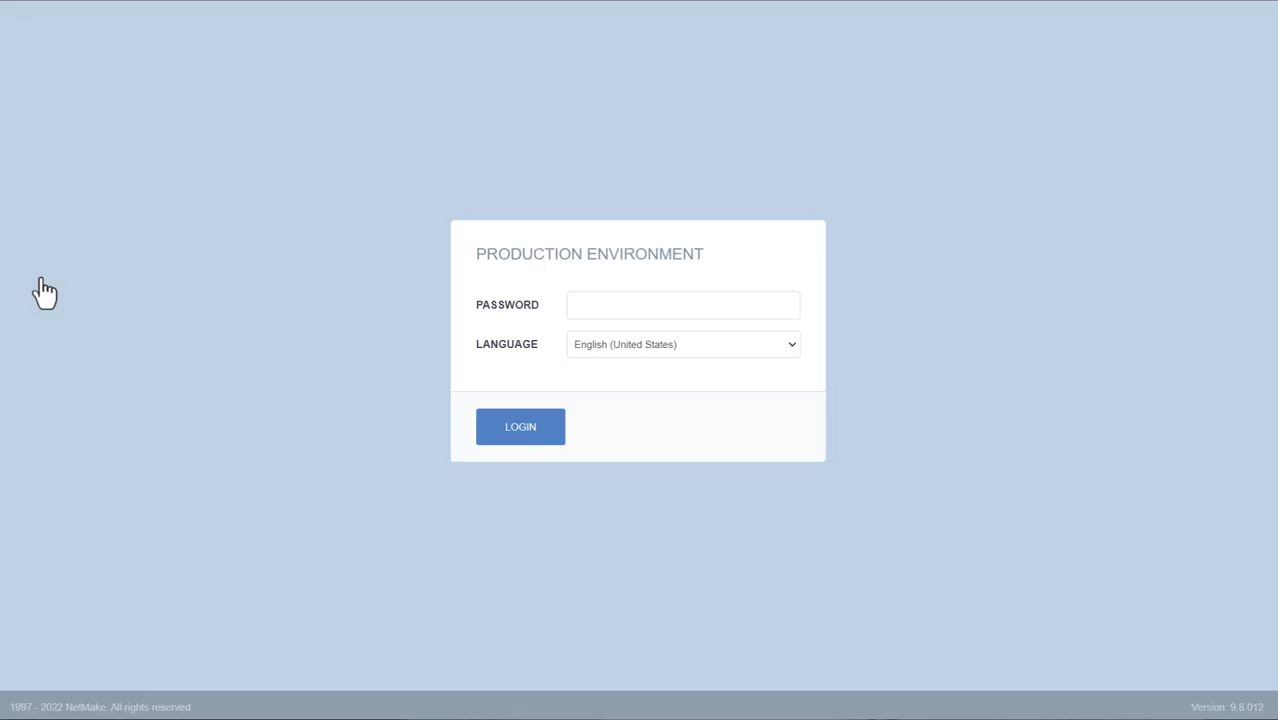 PRODUCTION ENVIRONMENT
PASSWORD
LANGUAGE English (United States)
LOGIN
1997 - 2022 NetMake. All rights reserved Version: 9.8.012